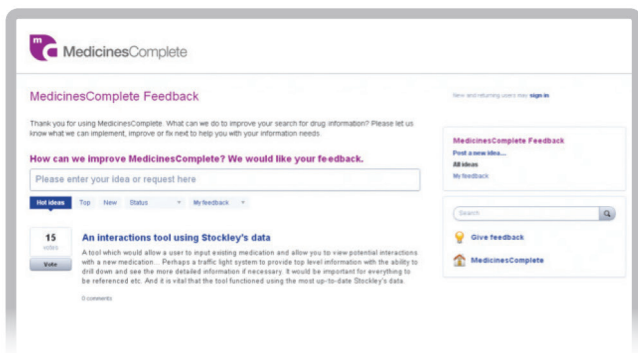 mc MedicinesComplete
MedicinesComplete Feedback
New and returning users may sign in
Thank you for using MedicinesComplete. What can we do to improve your search for drug information? Please let us
know what we can implement, improve or fix next to help you with your information needs.
How can we improve MedicinesComplete? We would like your feedback.
Please enter your idea or request here
Hot ideas Top New Status My feedback
15
votes
Vote
An interactions tool using Stockley's data
A tool which would allow a user to input existing medication and allow you to view potential interactions
with a new medication... Perhaps a traffic light system to provide top level information with the ability to
drill down and see the more detailed information if necessary. It would be important for everything to
be referenced etc. And it is vital that the tool functioned using the most up-to-date Stockley's data.
0 comments
MedicinesComplete Feedback
Post a new idea...
All ideas
My feedback
Search
Give feedback
MedicinesComplete